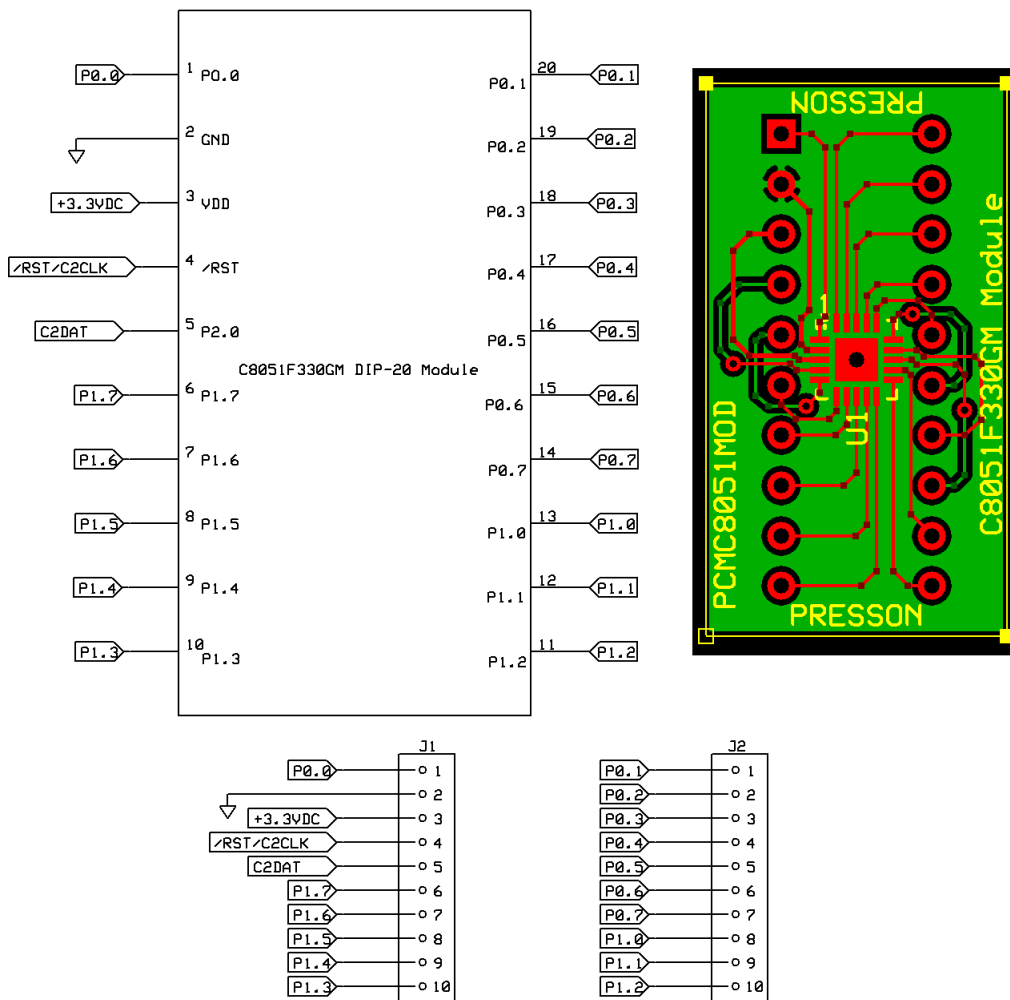 P0.0 1 P0.0 20 P0.1
P0.1
2 GND 19 P0.2
P0.2
+3.3VDC 3 VDD 18 P0.3
P0.3
/RST/C2CLK 4 /RST 17 P0.4
P0.4
C2DAT 5 P2.0 16 P0.5
P0.5
C8051F330GM DIP-20 Module
P1.7 6 P1.7 15 P0.6
P0.6
P1.6 7 P1.6 14 P0.7
P0.7
P1.5 8 P1.5 13 P1.0
P1.0
P1.4 9 P1.4 12 P1.1
P1.1
P1.3 10 P1.3 11 P1.2
P1.2
PRESSON
1
U1
PCMC8051MOD
C8051F330GM Module
PRESSON
J1
P0.0 1
2
+3.3VDC 3
/RST/C2CLK 4
C2DAT 5
P1.7 6
P1.6 7
P1.5 8
P1.4 9
P1.3 10
J2
P0.1 1
P0.2 2
P0.3 3
P0.4 4
P0.5 5
P0.6 6
P0.7 7
P1.0 8
P1.1 9
P1.2 10